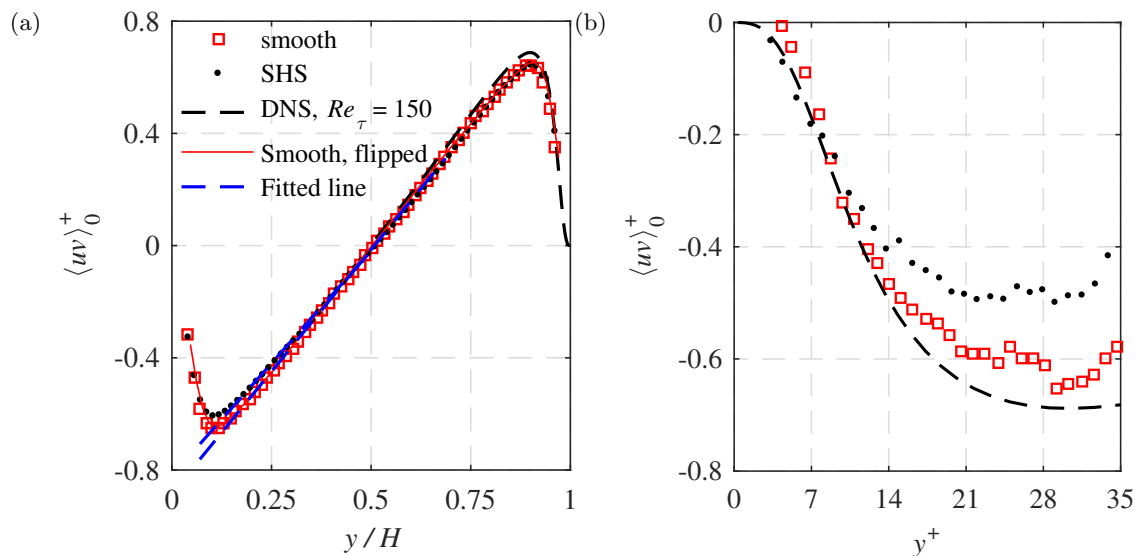 (a)
0.8
0.4
0
-0.4
-0.8
⟨uv⟩₀⁺
smooth
SHS
DNS, Re_τ = 150
Smooth, flipped
Fitted line
0 0.25 0.5 0.75 1
y / H
(b)
0
-0.2
-0.4
-0.6
-0.8
⟨uv⟩₀⁺
0 7 14 21 28 35
y⁺